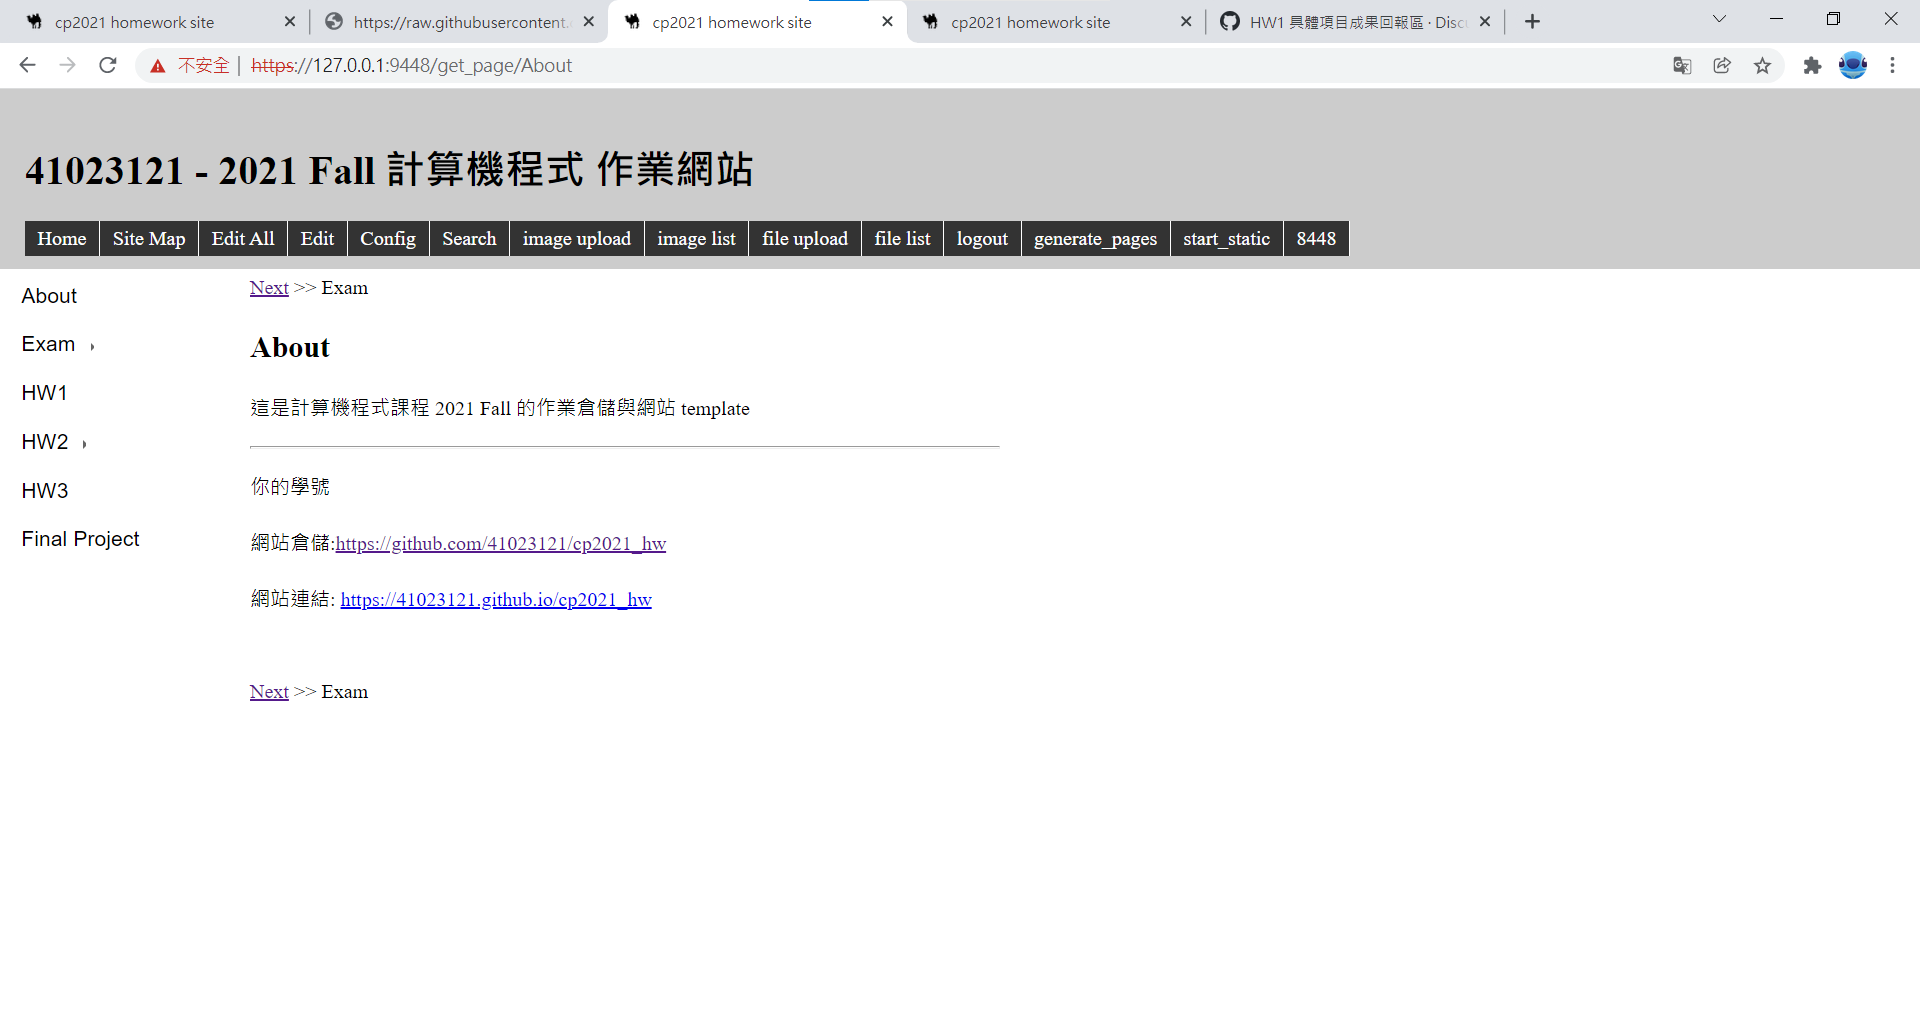 cp2021 homework site
https://raw.githubusercontent.
cp2021 homework site
cp2021 homework site
HW1 具體項目成果回報區 · Disc
不安全 | https://127.0.0.1:9448/get_page/About
41023121 - 2021 Fall 計算機程式 作業網站
Home Site Map Edit All Edit Config Search image upload image list file upload file list logout generate_pages start_static 8448
About
Exam
HW1
HW2
HW3
Final Project
Next >> Exam
About
這是計算機程式課程 2021 Fall 的作業倉儲與網站 template
你的學號
網站倉儲:https://github.com/41023121/cp2021_hw
網站連結: https://41023121.github.io/cp2021_hw
Next >> Exam